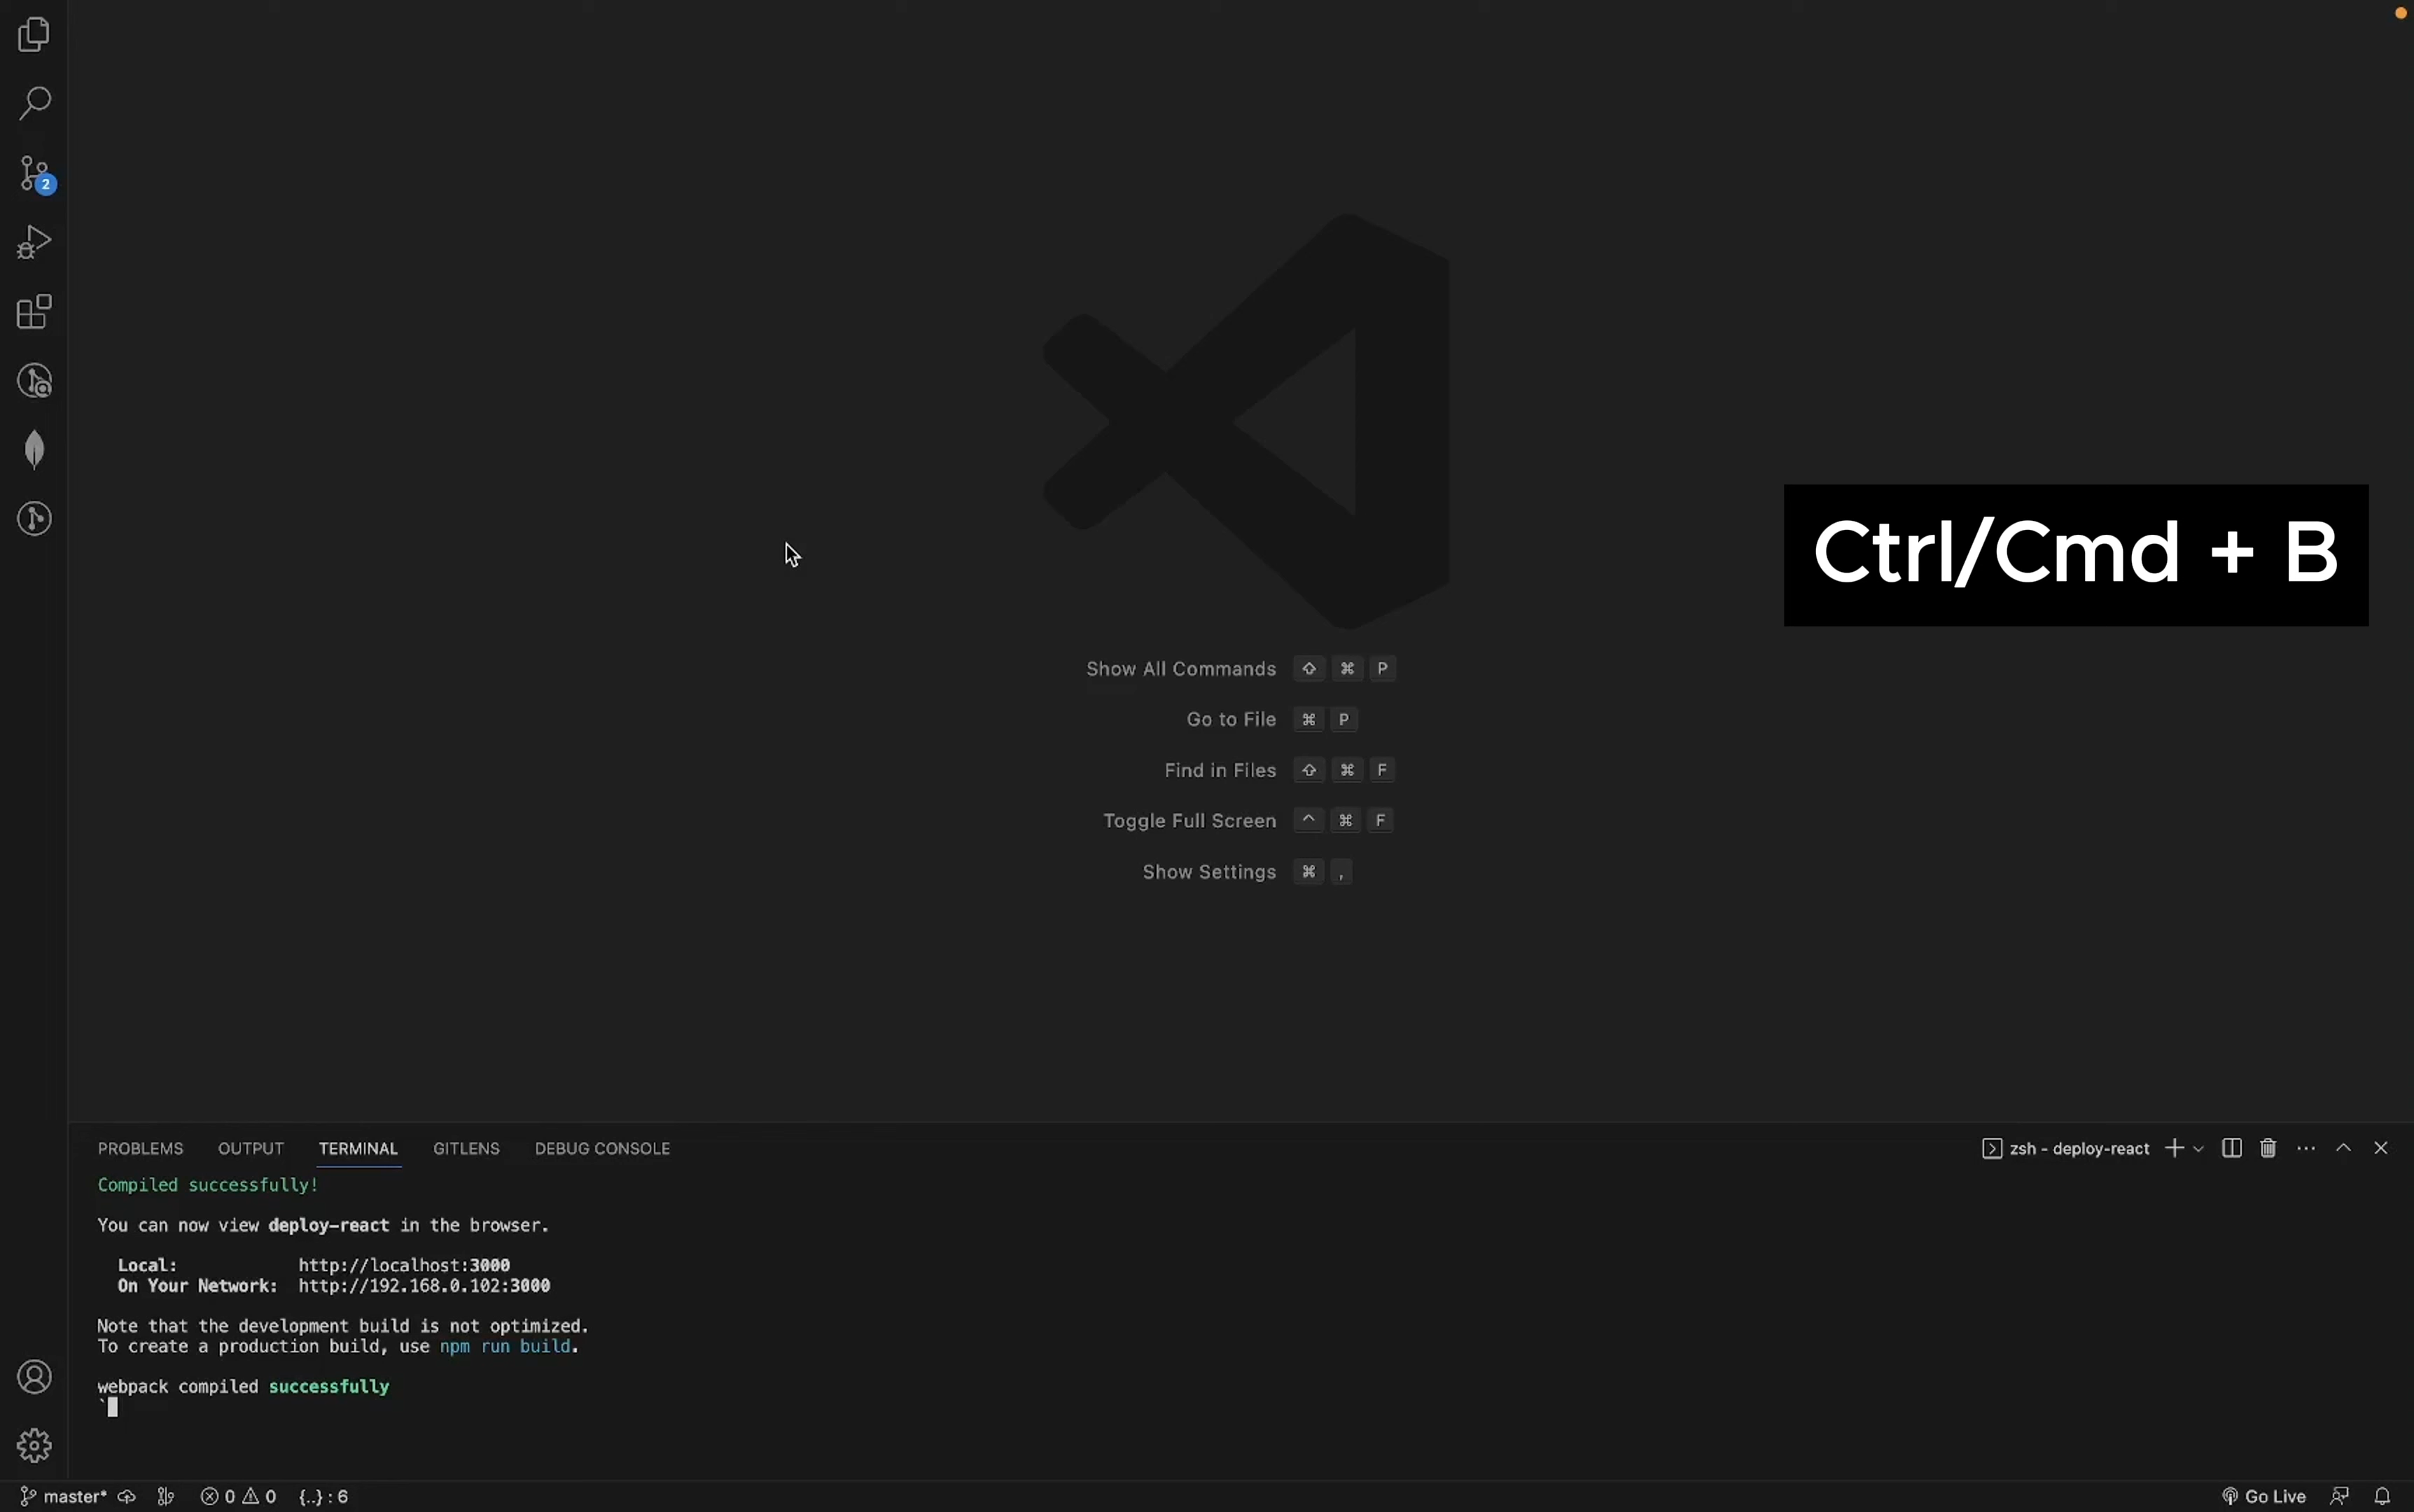 2
Ctrl/Cmd + B
Show All Commands ⇧ ⌘ P
Go to File ⌘ P
Find in Files ⇧ ⌘ F
Toggle Full Screen ^ ⌘ F
Show Settings ⌘ ,
PROBLEMS OUTPUT TERMINAL GITLENS DEBUG CONSOLE zsh - deploy-react
Compiled successfully!
You can now view deploy-react in the browser.
Local: http://localhost:3000
On Your Network: http://192.168.0.102:3000
Note that the development build is not optimized.
To create a production build, use npm run build.
webpack compiled successfully
`
master* 0 0 {..} : 6 Go Live